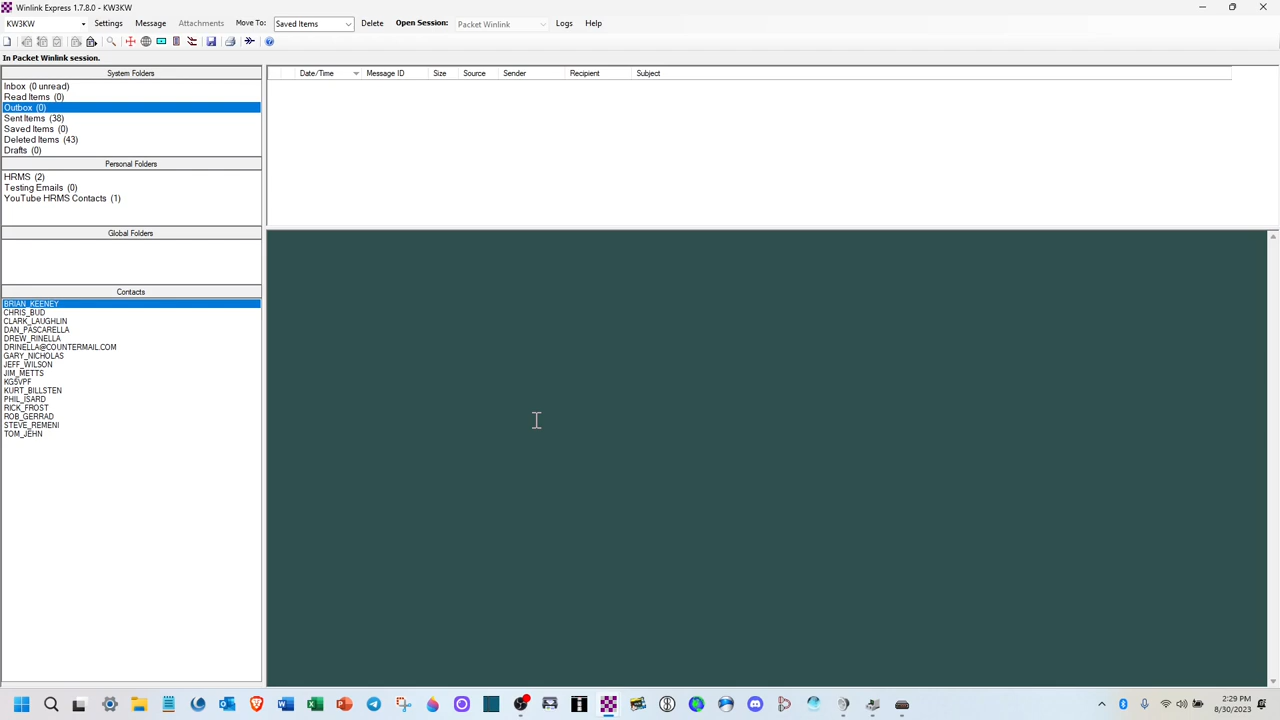 Winlink Express 1.7.8.0 - KW3KW
KW3KW Settings Message Attachments Move To: Saved Items Delete Open Session: Packet Winlink Logs Help
In Packet Winlink session.
System Folders
Inbox (0 unread)
Read Items (0)
Outbox (0)
Sent Items (38)
Saved Items (0)
Deleted Items (43)
Drafts (0)
Personal Folders
HRMS (2)
Testing Emails (0)
YouTube HRMS Contacts (1)
Global Folders
Contacts
BRIAN_KEENEY
CHRIS_BUD
CLARK_LAUGHLIN
DAN_PASCARELLA
DREW_RINELLA
DRINELLA@COUNTERMAIL.COM
GARY_NICHOLAS
JEFF_WILSON
JIM_METTS
KG5VPF
KURT_BILLSTEN
PHIL_ISARD
RICK_FROST
ROB_GERRAD
STEVE_REMENI
TOM_JEHN
Date/Time Message ID Size Source Sender Recipient Subject
2:29 PM
8/30/2023